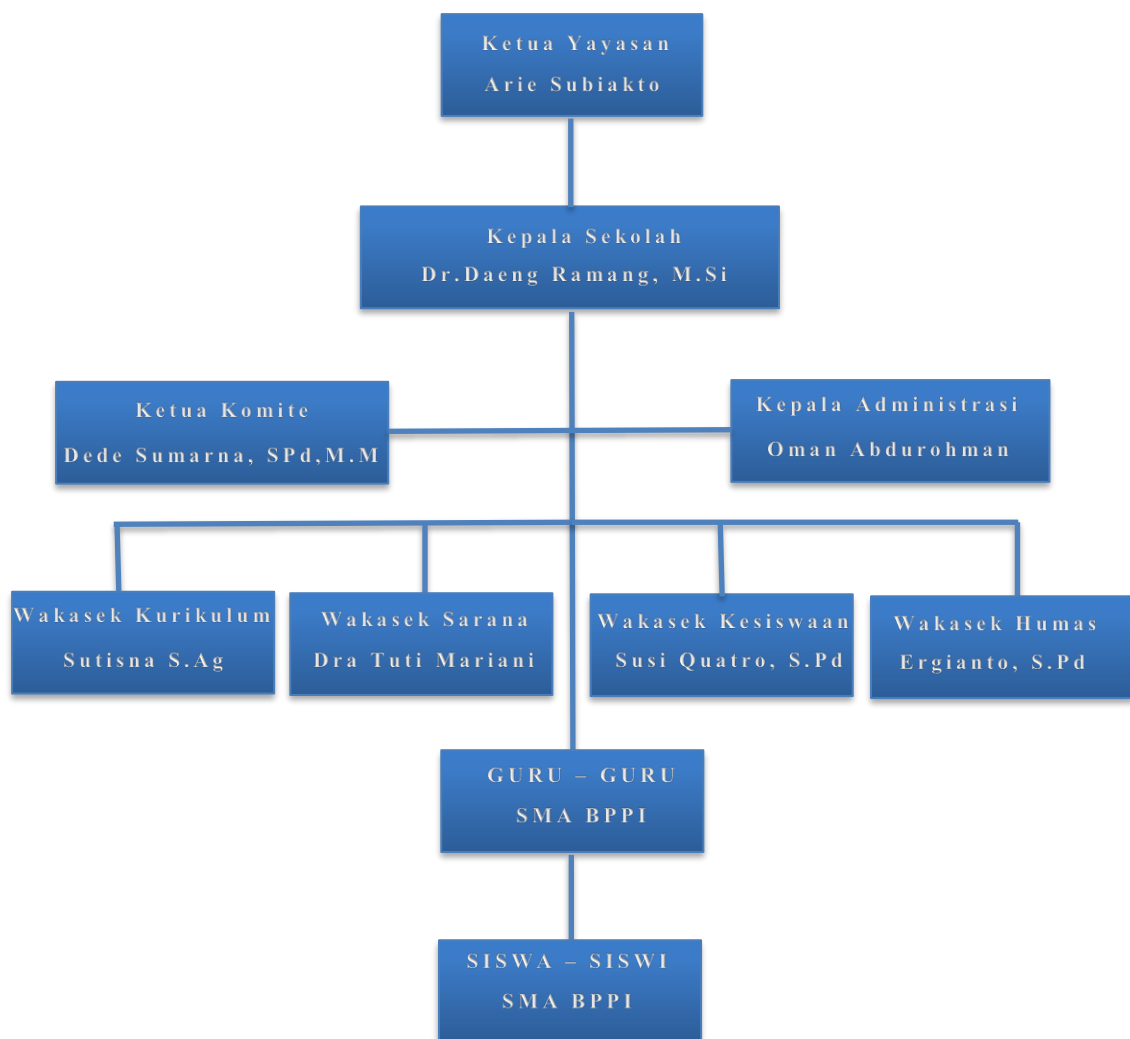 Ketua Yayasan
Arie Subiakto
Kepala Sekolah
Dr.Daeng Ramang, M.Si
Ketua Komite
Dede Sumarna, SPd,M.M
Kepala Administrasi
Oman Abdurohman
Wakasek Kurikulum
Sutisna S.Ag
Wakasek Sarana
Dra Tuti Mariani
Wakasek Kesiswaan
Susi Quatro, S.Pd
Wakasek Humas
Ergianto, S.Pd
GURU – GURU
SMA BPPI
SISWA – SISWI
SMA BPPI